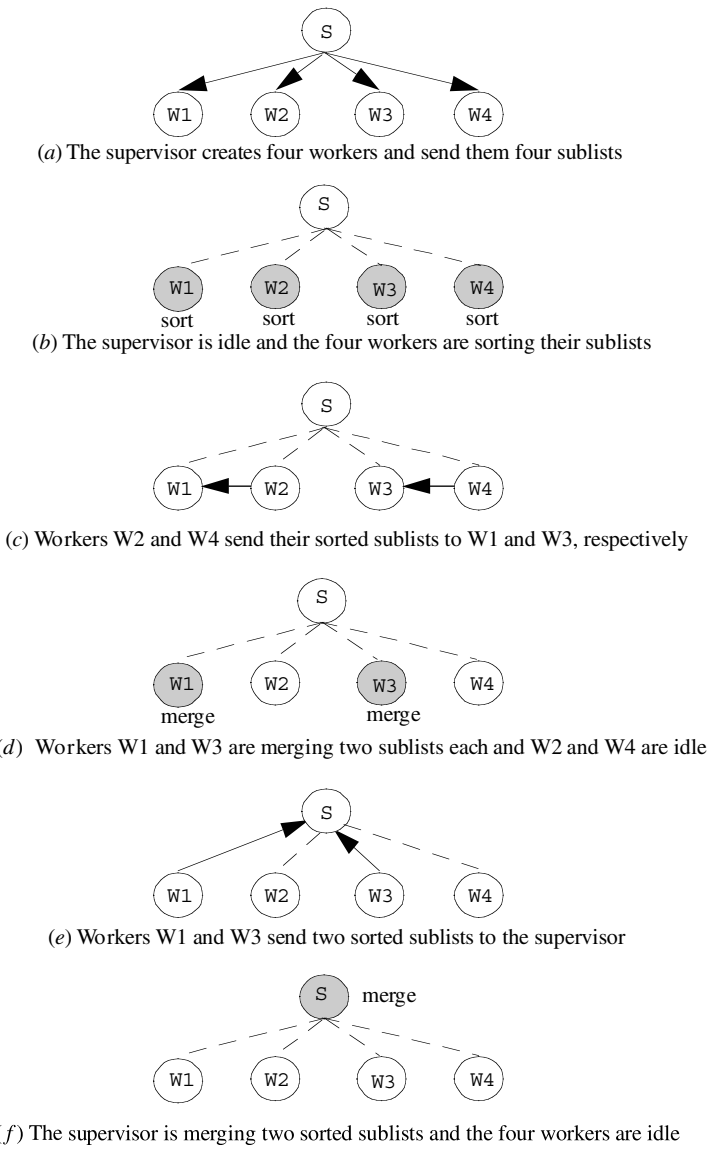 S
W1 W2 W3 W4
(a) The supervisor creates four workers and send them four sublists
S
W1 W2 W3 W4
sort sort sort sort
(b) The supervisor is idle and the four workers are sorting their sublists
S
W1 W2 W3 W4
(c) Workers W2 and W4 send their sorted sublists to W1 and W3, respectively
S
W1 W2 W3 W4
merge merge
d) Workers W1 and W3 are merging two sublists each and W2 and W4 are idle
S
W1 W2 W3 W4
(e) Workers W1 and W3 send two sorted sublists to the supervisor
S merge
W1 W2 W3 W4
(f) The supervisor is merging two sorted sublists and the four workers are idle